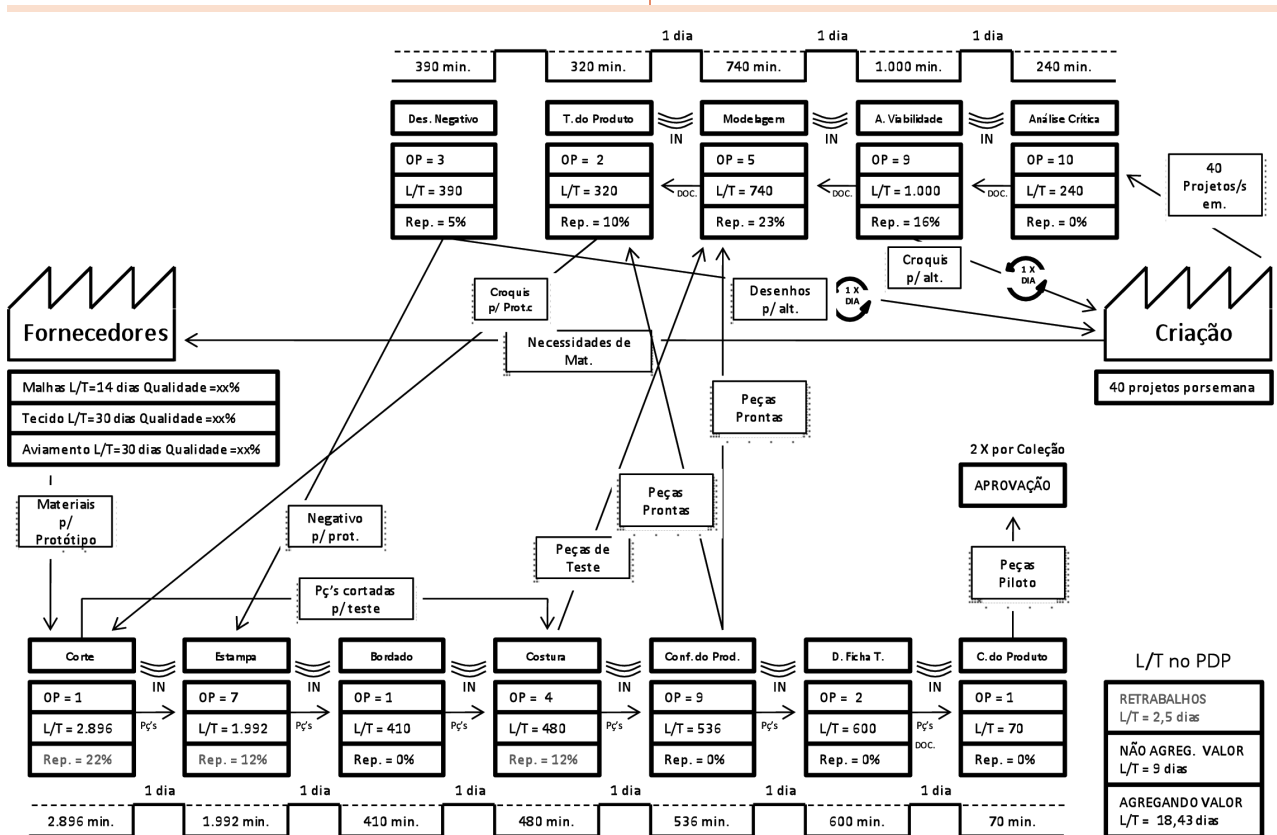 1 dia
1 dia
1 dia
390 min.
320 min.
740 min.
1.000 min.
240 min.
Des. Negativo
T. do Produto
Modelagem
A. Viabilidade
Análise Crítica
IN
IN
IN
OP = 3
L/T = 390
Rep. = 5%
OP = 2
L/T = 320
Rep. = 10%
OP = 5
L/T = 740
Rep. = 23%
OP = 9
L/T = 1.000
Rep. = 16%
OP = 10
L/T = 240
Rep. = 0%
DOC.
DOC.
DOC.
40
Projetos/s
em.
Croquis
p/ Prot.c
Desenhos
p/ alt.
1 X
DIA
Croquis
p/ alt.
1 X
DIA
Fornecedores
Necessidades de
Mat.
Criação
Malhas L/T=14 dias Qualidade =xx%
Tecido L/T=30 dias Qualidade =xx%
Aviamento L/T=30 dias Qualidade =xx%
40 projetos porsemana
Peças
Prontas
2 X por Coleção
APROVAÇÃO
Materiais
p/
Protótipo
Negativo
p/ prot.
Peças
Prontas
Peças de
Teste
Peças
Piloto
Pç's cortadas
p/ teste
Corte
Estampa
Bordado
Costura
Conf. do Prod.
D. Ficha T.
C. do Produto
IN
IN
IN
IN
IN
IN
OP = 1
L/T = 2.896
Rep. = 22%
OP = 7
L/T = 1.992
Rep. = 12%
OP = 1
L/T = 410
Rep. = 0%
OP = 4
L/T = 480
Rep. = 12%
OP = 9
L/T = 536
Rep. = 0%
OP = 2
L/T = 600
Rep. = 0%
OP = 1
L/T = 70
Rep. = 0%
Pç's
Pç's
Pç's
Pç's
Pç's
Pç's
DOC.
L/T no PDP
RETRABALHOS
L/T = 2,5 dias
NÃO AGREG. VALOR
L/T = 9 dias
AGREGANDO VALOR
L/T = 18,43 dias
1 dia
1 dia
1 dia
1 dia
1 dia
1 dia
2.896 min.
1.992 min.
410 min.
480 min.
536 min.
600 min.
70 min.